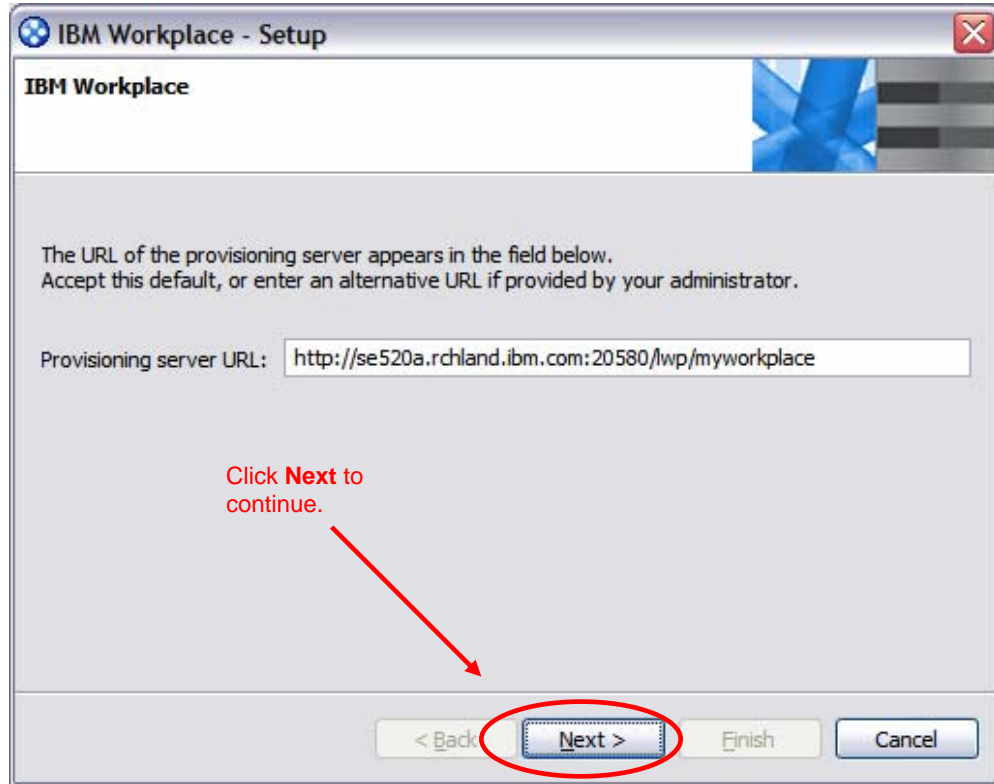 IBM Workplace - Setup
IBM Workplace
The URL of the provisioning server appears in the field below.
Accept this default, or enter an alternative URL if provided by your administrator.
Provisioning server URL: http://se520a.rchland.ibm.com:20580/lwp/myworkplace
Click Next to
continue.
< Back Next > Finish Cancel